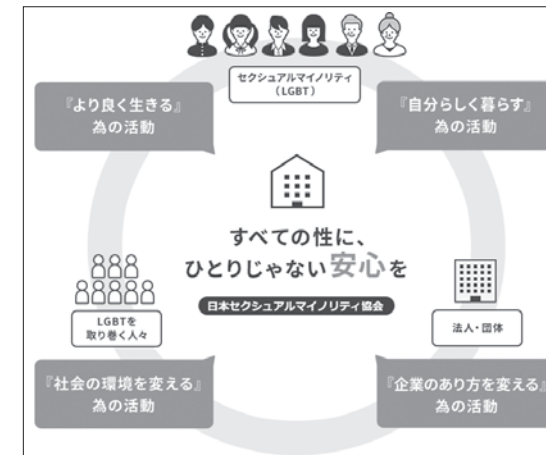 セクシュアルマイノリティ
（LGBT）
『より良く生きる』
為の活動
『自分らしく暮らす』
為の活動
すべての性に、
ひとりじゃない安心を
日本セクシュアルマイノリティ協会
LGBTを
取り巻く人々
法人・団体
『社会の環境を変える』
為の活動
『企業のあり方を変える』
為の活動